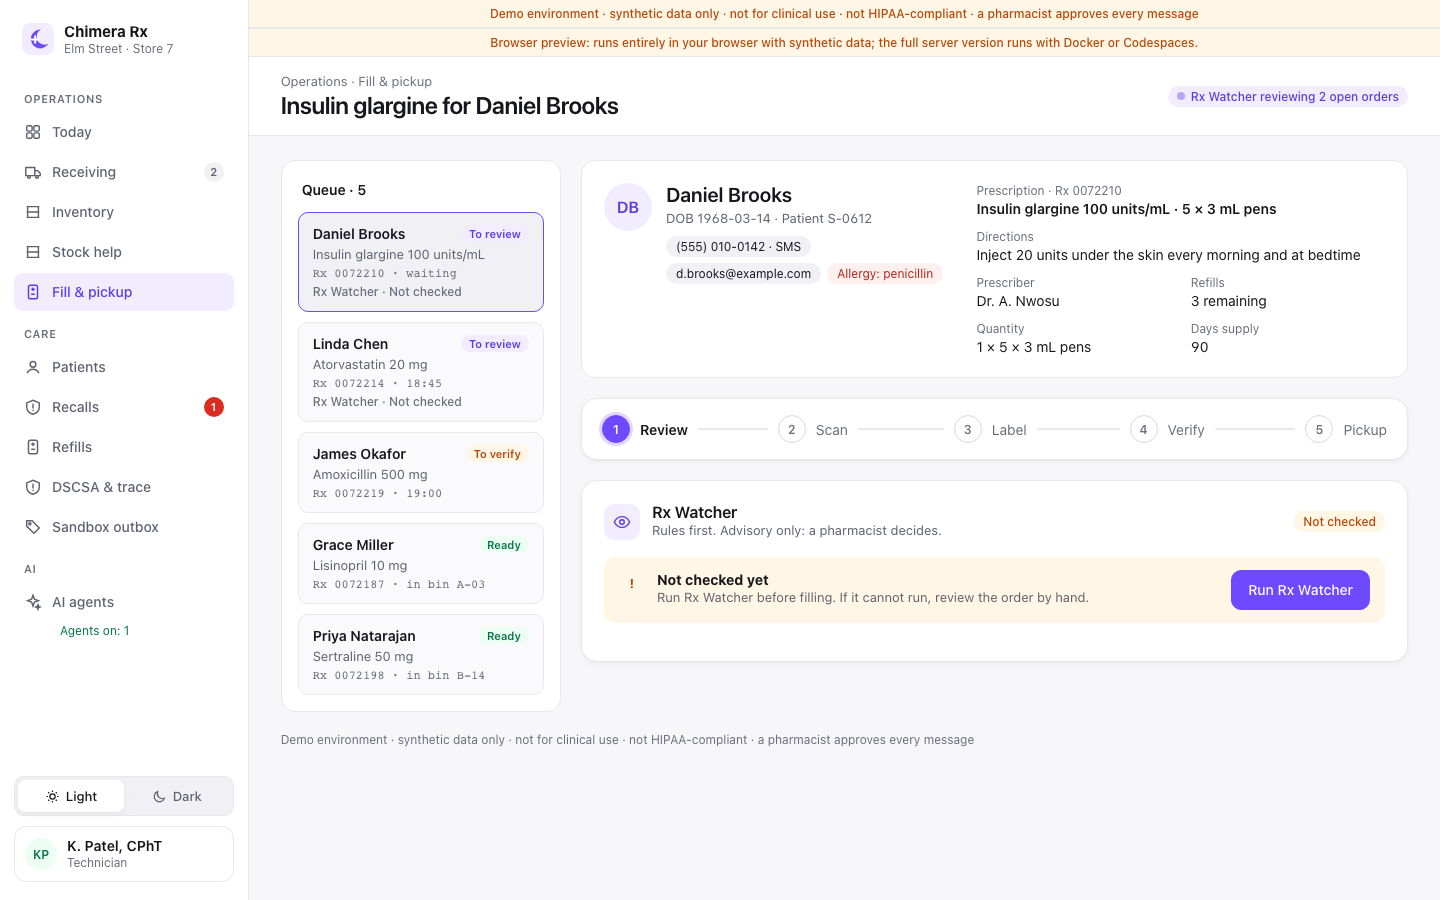 Chimera Rx
Elm Street · Store 7
OPERATIONS
Today
Receiving 2
Inventory
Stock help
Fill & pickup
CARE
Patients
Recalls 1
Refills
DSCSA & trace
Sandbox outbox
AI
AI agents
Agents on: 1
Light Dark
KP
K. Patel, CPhT
Technician
Demo environment · synthetic data only · not for clinical use · not HIPAA-compliant · a pharmacist approves every message
Browser preview: runs entirely in your browser with synthetic data; the full server version runs with Docker or Codespaces.
Operations · Fill & pickup
Insulin glargine for Daniel Brooks
Rx Watcher reviewing 2 open orders
Queue · 5
Daniel Brooks To review
Insulin glargine 100 units/mL
Rx 0072210 · waiting
Rx Watcher · Not checked
Linda Chen To review
Atorvastatin 20 mg
Rx 0072214 · 18:45
Rx Watcher · Not checked
James Okafor To verify
Amoxicillin 500 mg
Rx 0072219 · 19:00
Grace Miller Ready
Lisinopril 10 mg
Rx 0072187 · in bin A-03
Priya Natarajan Ready
Sertraline 50 mg
Rx 0072198 · in bin B-14
DB
Daniel Brooks
DOB 1968-03-14 · Patient S-0612
(555) 010-0142 · SMS
d.brooks@example.com Allergy: penicillin
Prescription · Rx 0072210
Insulin glargine 100 units/mL · 5 × 3 mL pens
Directions
Inject 20 units under the skin every morning and at bedtime
Prescriber Refills
Dr. A. Nwosu 3 remaining
Quantity Days supply
1 × 5 × 3 mL pens 90
1 Review 2 Scan 3 Label 4 Verify 5 Pickup
Rx Watcher
Rules first. Advisory only: a pharmacist decides.
Not checked
! Not checked yet
Run Rx Watcher before filling. If it cannot run, review the order by hand.
Run Rx Watcher
Demo environment · synthetic data only · not for clinical use · not HIPAA-compliant · a pharmacist approves every message